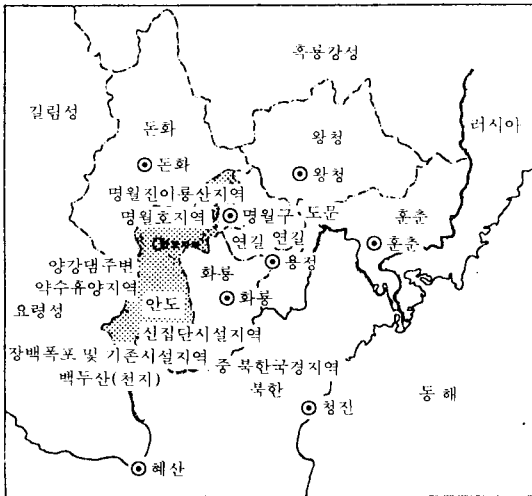 흑룡강성
길림성
러시아
돈화
왕청
돈화
왕청
명월진이룡산지역
명월호지역
명월구
도문
훈춘
연길 연길
훈춘
양강댐주변
화룡
용정
약수휴양지역
요령성
안도
화룡
신집단시설지역
장백폭포 및 기존시설지역
중 북한국경지역
백두산(천지)
북한
청진
동해
혜산